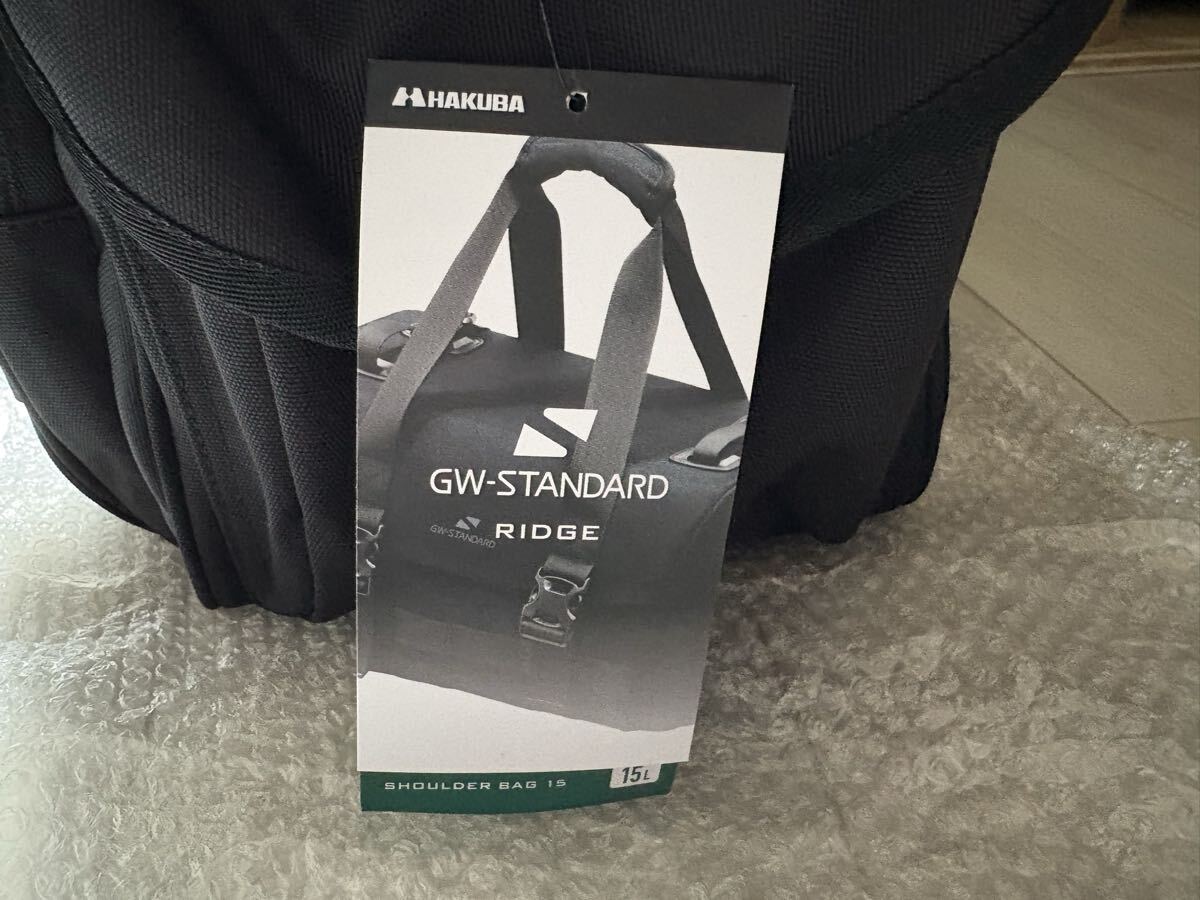 HAKUBA
GW-STANDARD
GW-STANDARD
RIDGE
SHOULDER BAG 15
15L